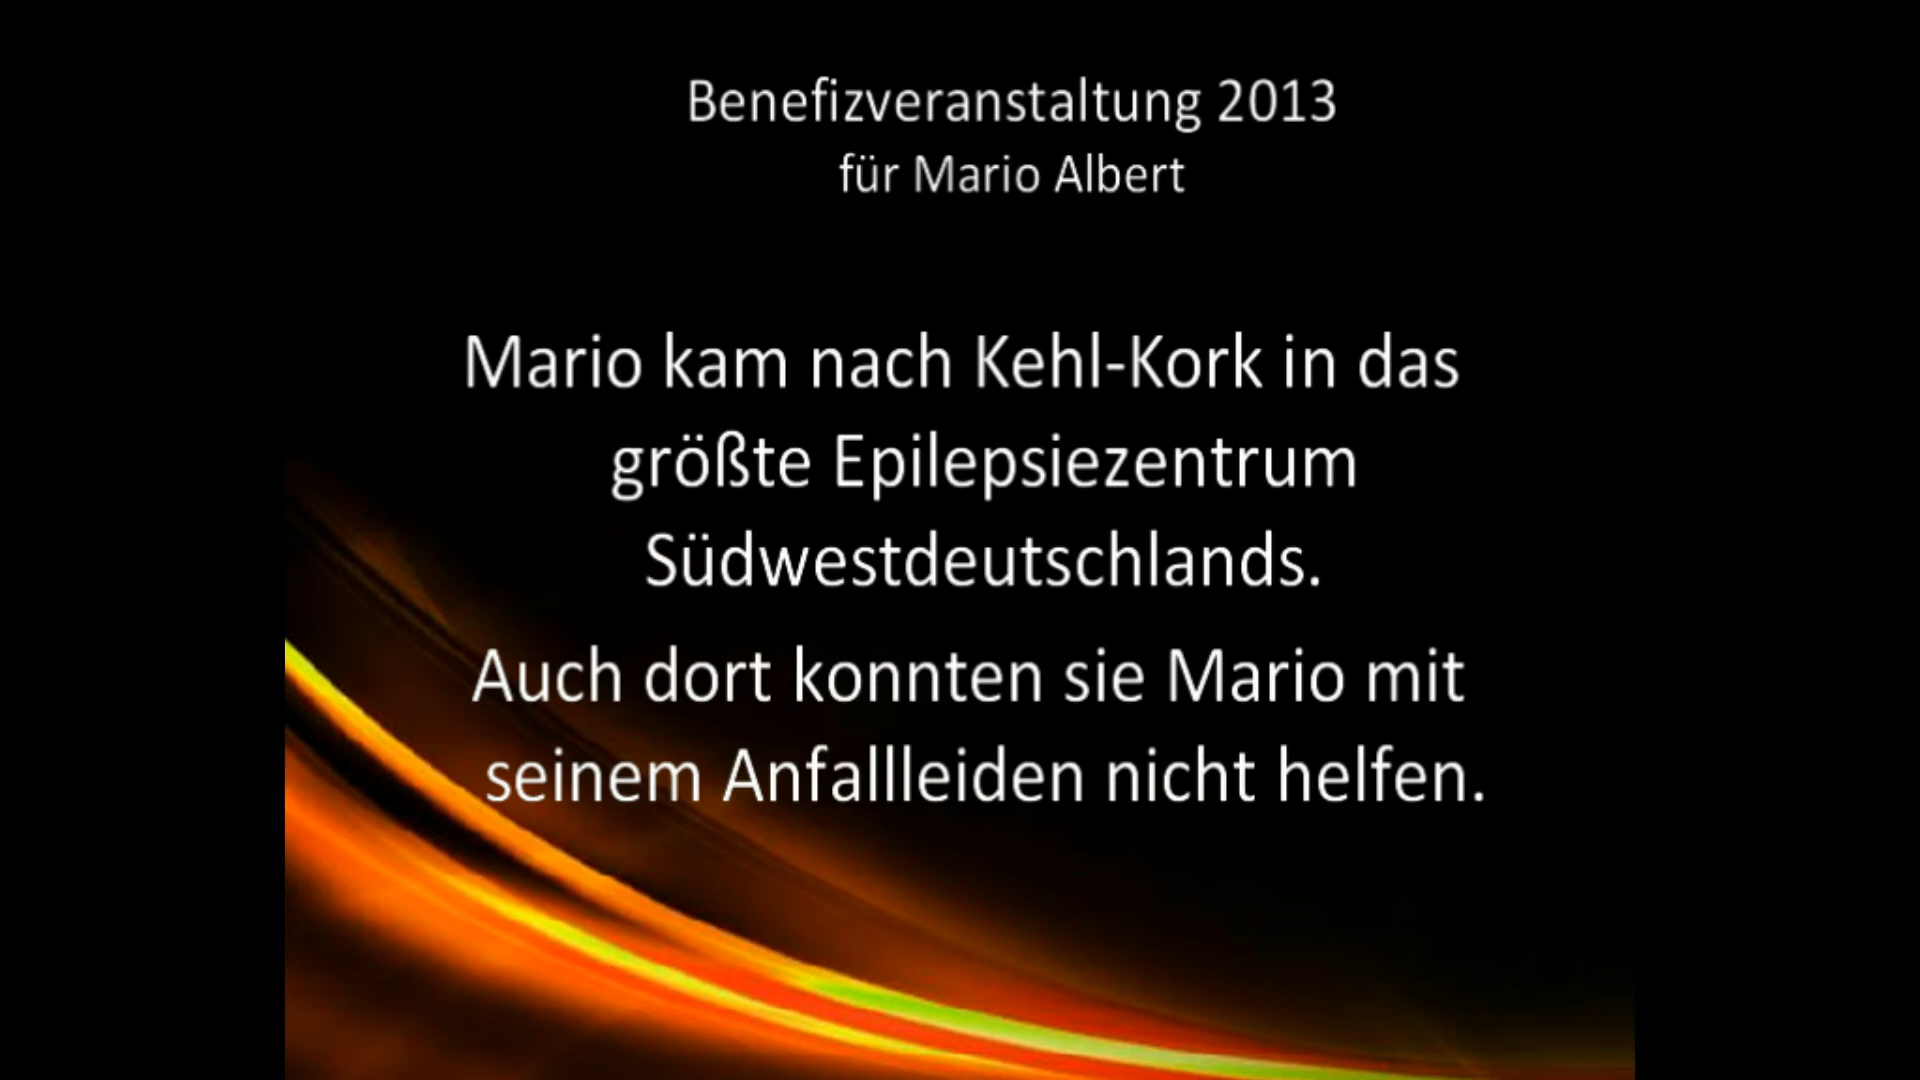 Benefizveranstaltung 2013
für Mario Albert
Mario kam nach Kehl-Kork in das
größte Epilepsiezentrum
Südwestdeutschlands.
Auch dort konnten sie Mario mit
seinem Anfallleiden nicht helfen.